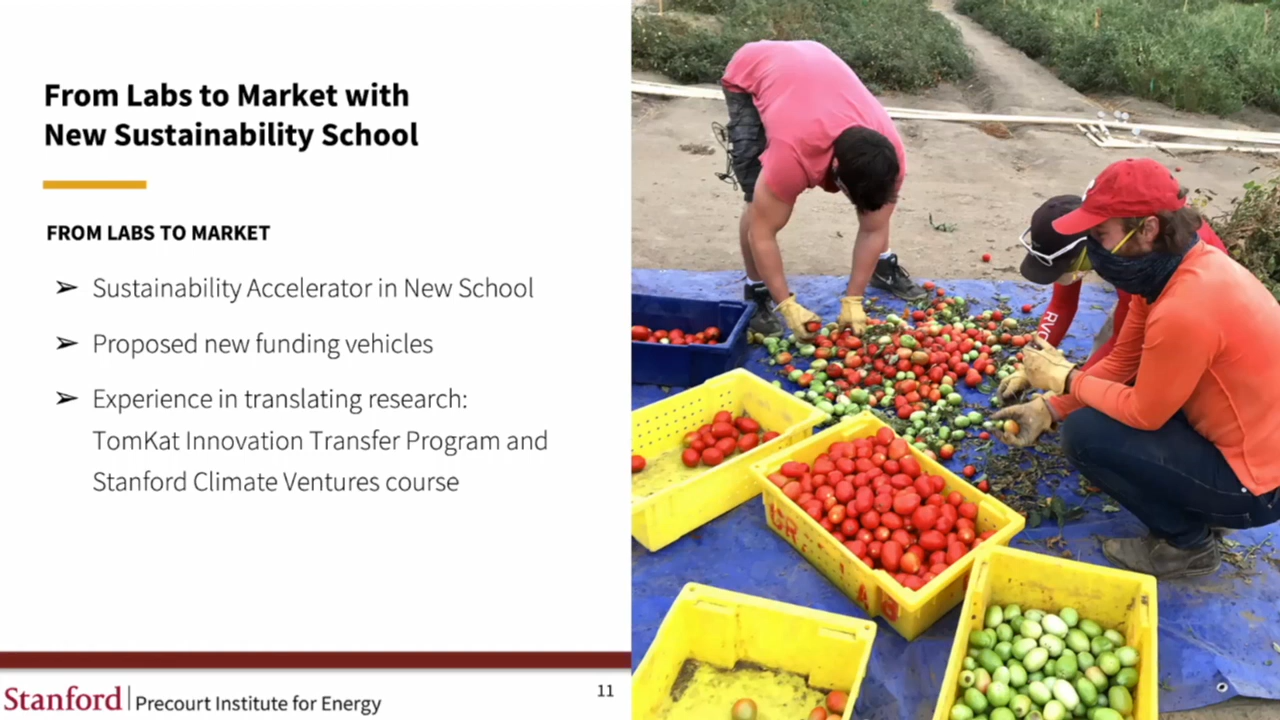 From Labs to Market with
New Sustainability School
FROM LABS TO MARKET
➢ Sustainability Accelerator in New School
➢ Proposed new funding vehicles
➢ Experience in translating research:
TomKat Innovation Transfer Program and
Stanford Climate Ventures course
Stanford | Precourt Institute for Energy
11